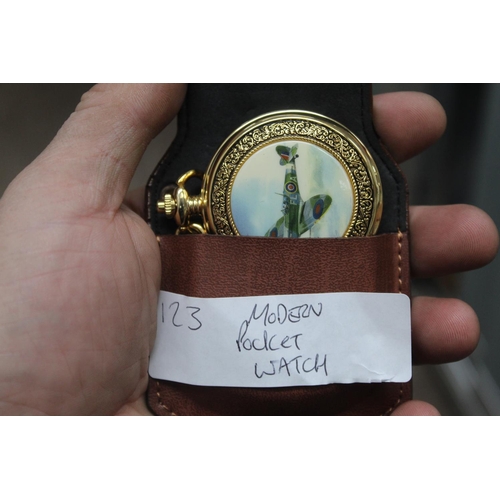 123 MODERN
POCKET
WATCH